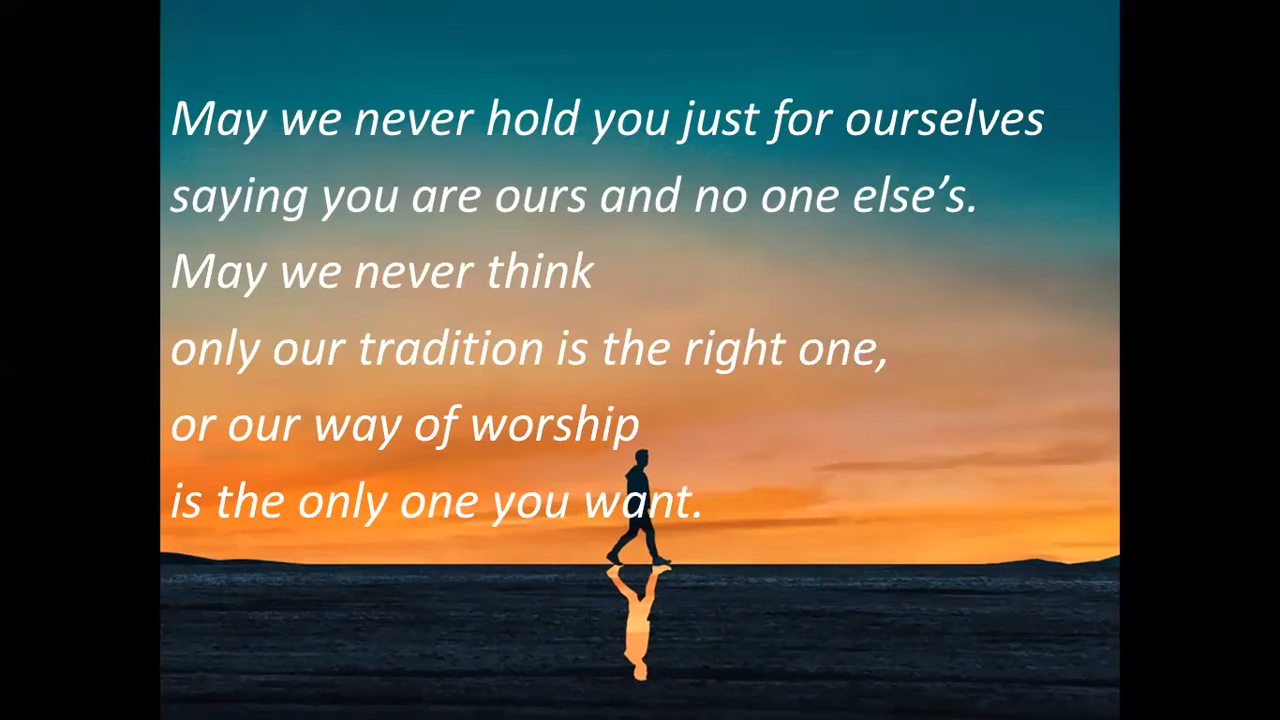 May we never hold you just for ourselves
saying you are ours and no one else’s.
May we never think
only our tradition is the right one,
or our way of worship
is the only one you want.